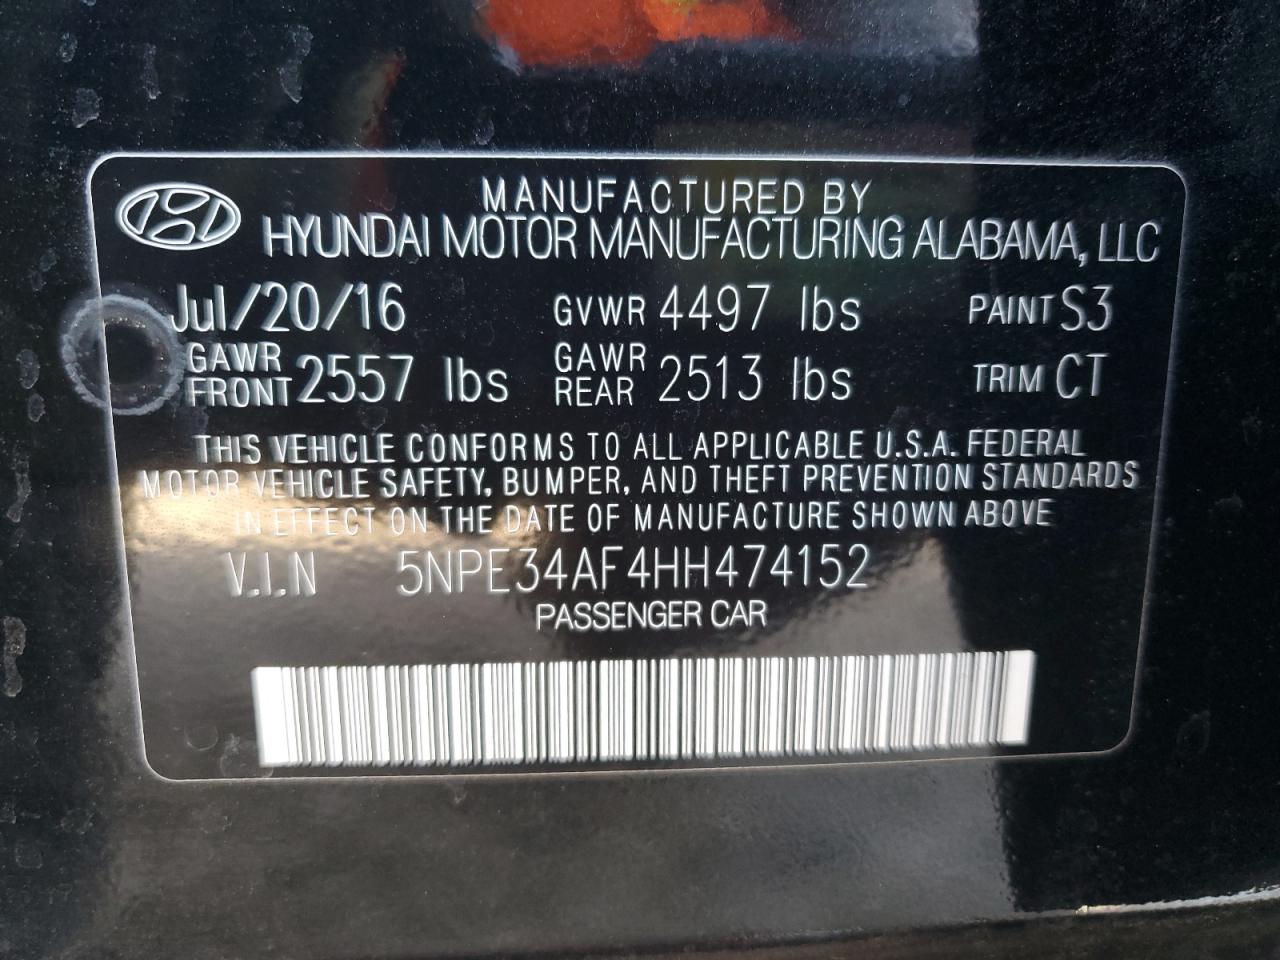 MANUFACTURED BY
HYUNDAI MOTOR MANUFACTURING ALABAMA, LLC
Jul/20/16 GVWR 4497 lbs PAINT S3
GAWR FRONT 2557 lbs GAWR REAR 2513 lbs TRIM CT
THIS VEHICLE CONFORMS TO ALL APPLICABLE U.S.A. FEDERAL
MOTOR VEHICLE SAFETY, BUMPER, AND THEFT PREVENTION STANDARDS
IN EFFECT ON THE DATE OF MANUFACTURE SHOWN ABOVE
V.I.N 5NPE34AF4HH474152
PASSENGER CAR